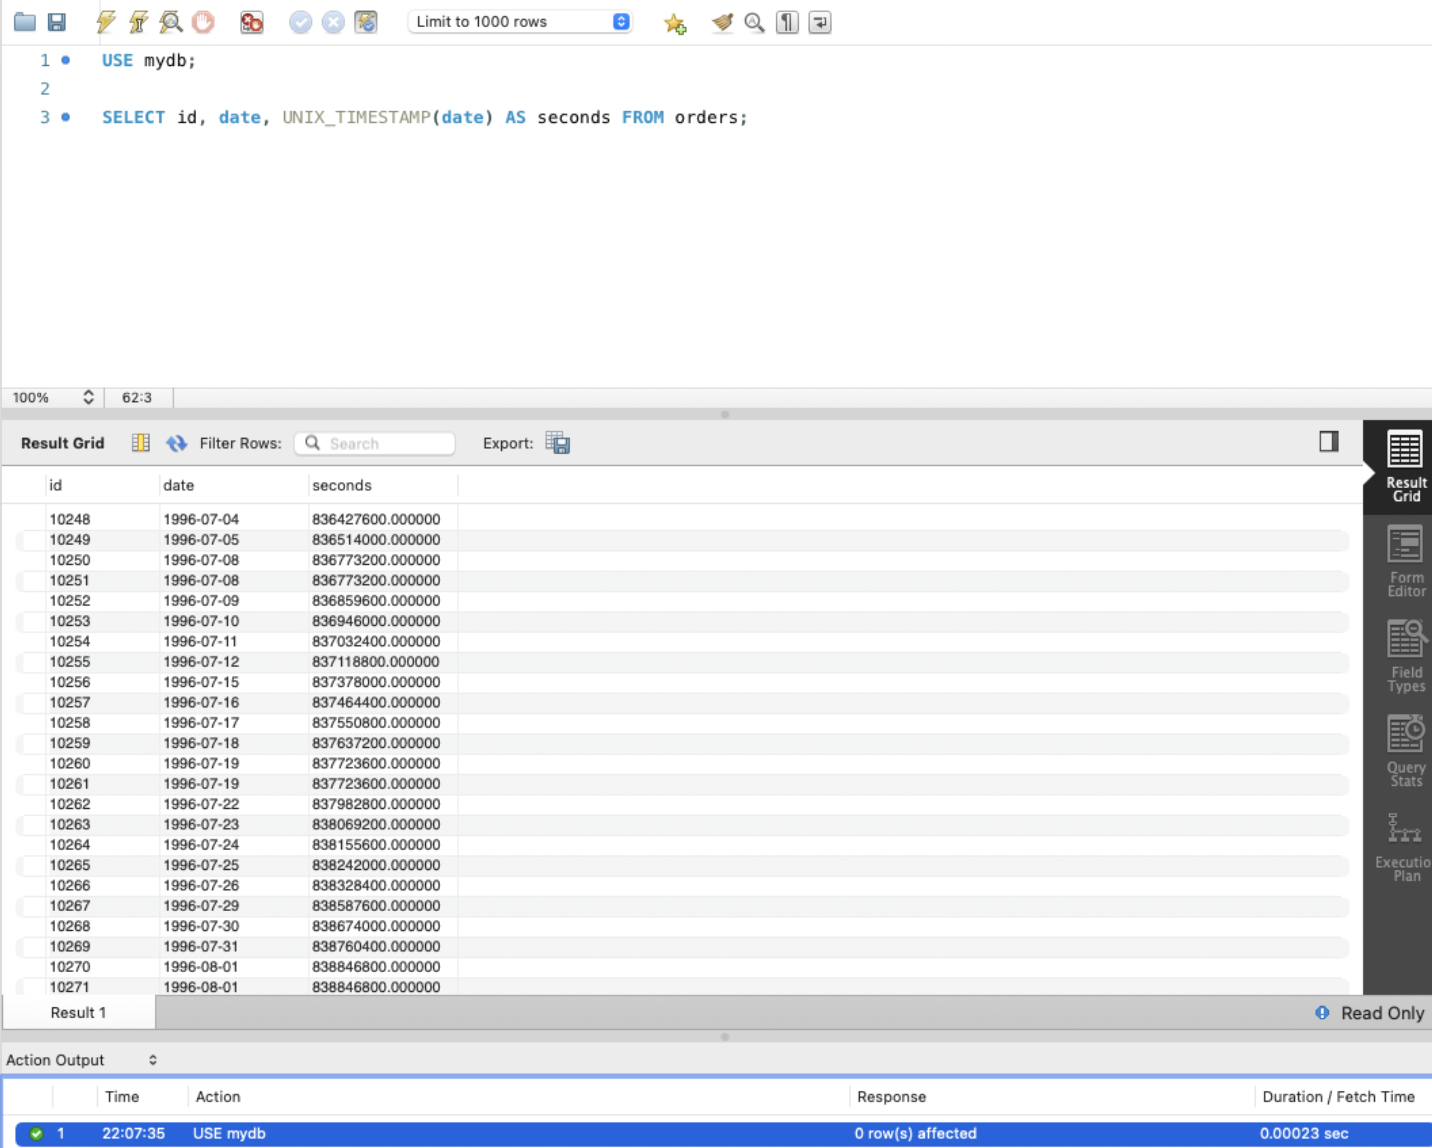 Limit to 1000 rows
1 USE mydb;
2
3 SELECT id, date, UNIX_TIMESTAMP(date) AS seconds FROM orders;
100% 62:3
Result Grid Filter Rows: Search Export:
id date seconds
10248 1996-07-04 836427600.000000
10249 1996-07-05 836514000.000000
10250 1996-07-08 836773200.000000
10251 1996-07-08 836773200.000000
10252 1996-07-09 836859600.000000
10253 1996-07-10 836946000.000000
10254 1996-07-11 837032400.000000
10255 1996-07-12 837118800.000000
10256 1996-07-15 837378000.000000
10257 1996-07-16 837464400.000000
10258 1996-07-17 837550800.000000
10259 1996-07-18 837637200.000000
10260 1996-07-19 837723600.000000
10261 1996-07-19 837723600.000000
10262 1996-07-22 837982800.000000
10263 1996-07-23 838069200.000000
10264 1996-07-24 838155600.000000
10265 1996-07-25 838242000.000000
10266 1996-07-26 838328400.000000
10267 1996-07-29 838587600.000000
10268 1996-07-30 838674000.000000
10269 1996-07-31 838760400.000000
10270 1996-08-01 838846800.000000
10271 1996-08-01 838846800.000000
Result
Grid
Form
Editor
Field
Types
Query
Stats
Executio
Plan
Result 1 Read Only
Action Output
Time Action Response Duration / Fetch Time
1 22:07:35 USE mydb 0 row(s) affected 0.00023 sec